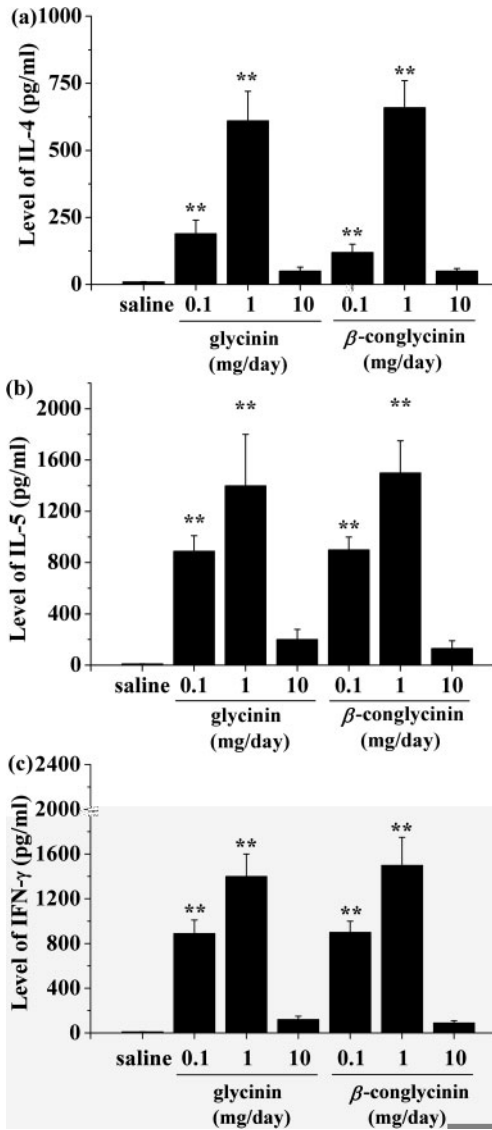 (a)
1000
750
500
250
0
Level of IL-4 (pg/ml)
**
**
**
**
saline 0.1 1 10 0.1 1 10
glycinin β-conglycinin
(mg/day) (mg/day)
(b)
2000
1600
1200
800
400
0
Level of IL-5 (pg/ml)
**
**
**
**
saline 0.1 1 10 0.1 1 10
glycinin β-conglycinin
(mg/day) (mg/day)
(c)
2400
2000
1600
1200
800
400
0
Level of IFN-γ (pg/ml)
**
**
**
**
saline 0.1 1 10 0.1 1 10
glycinin β-conglycinin
(mg/day) (mg/day)